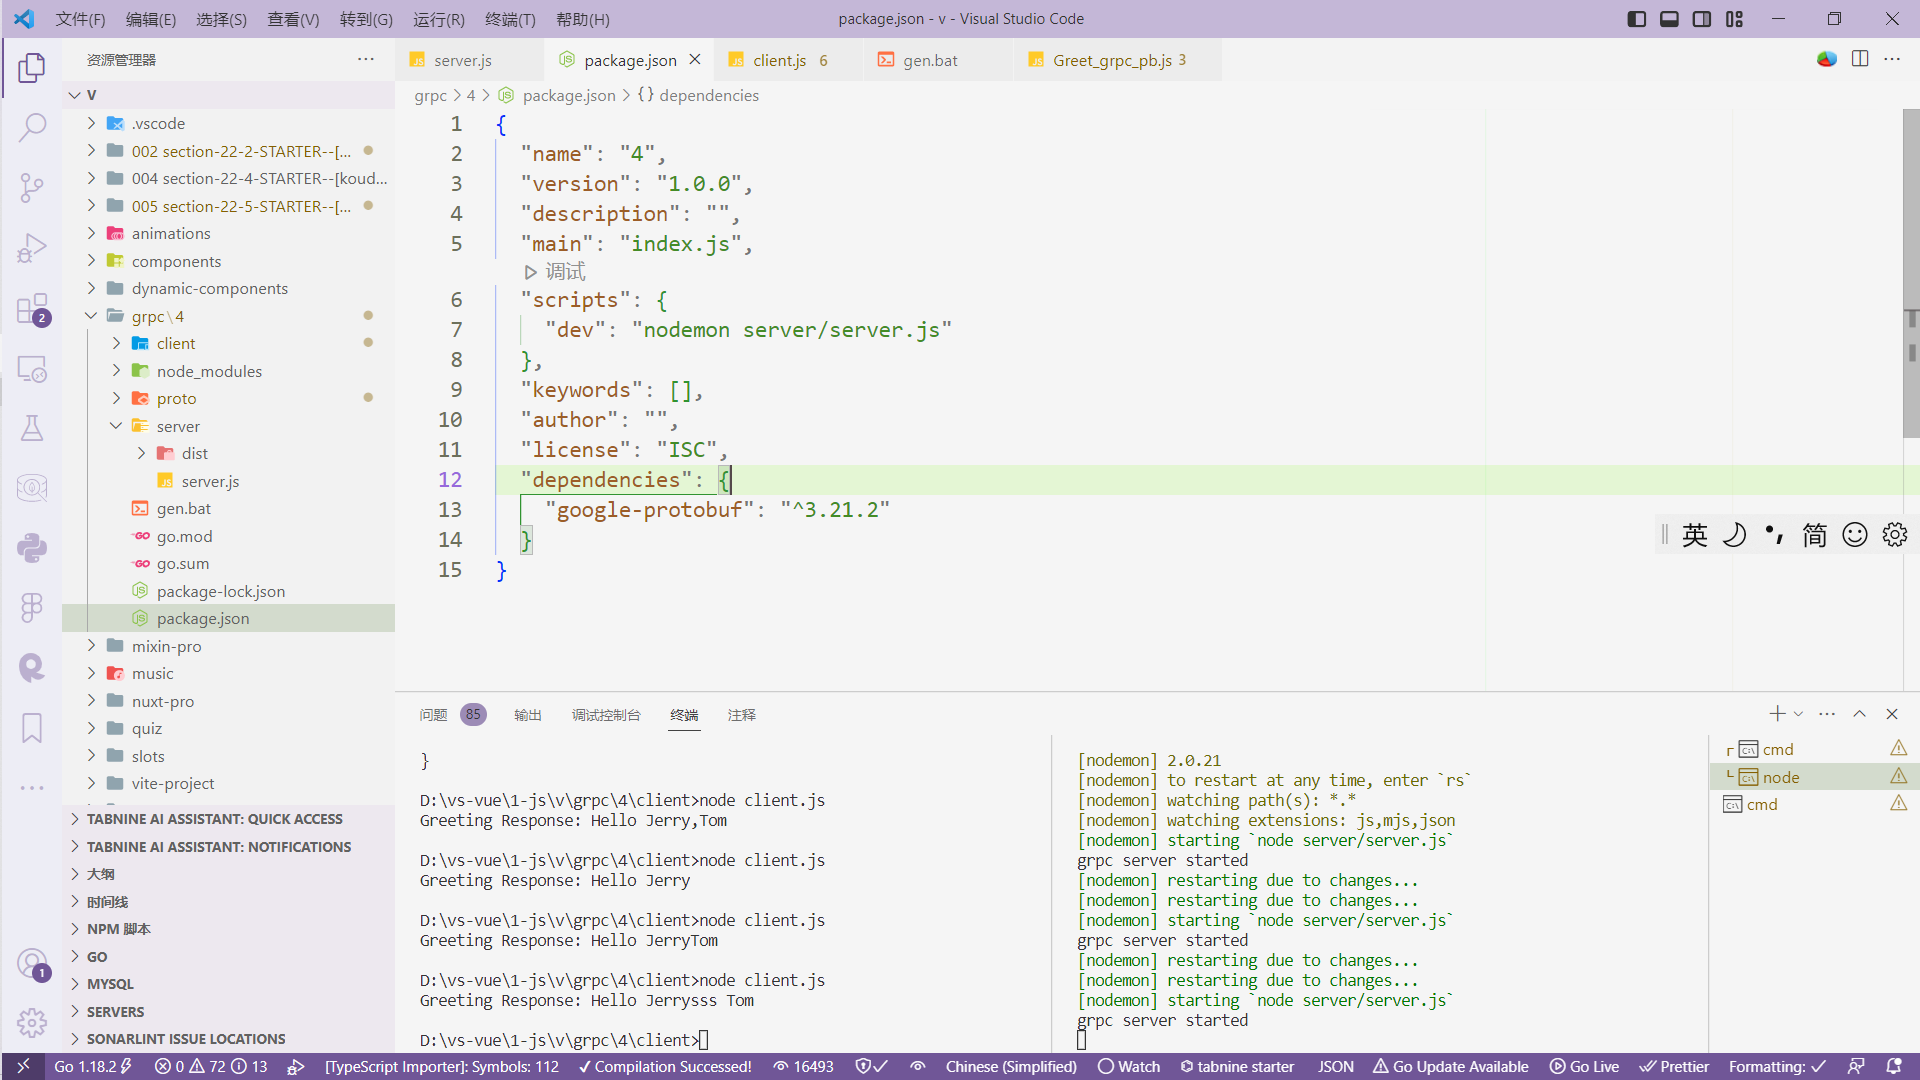 文件(F) 编辑(E) 选择(S) 查看(V) 转到(G) 运行(R) 终端(T) 帮助(H) package.json - v - Visual Studio Code
资源管理器
V
.vscode
002 section-22-2-STARTER--[...
004 section-22-4-STARTER--[koud...
005 section-22-5-STARTER--[...
animations
components
dynamic-components
grpc\4
client
node_modules
proto
server
dist
server.js
gen.bat
go.mod
go.sum
package-lock.json
package.json
mixin-pro
music
nuxt-pro
quiz
slots
vite-project
TABNINE AI ASSISTANT: QUICK ACCESS
TABNINE AI ASSISTANT: NOTIFICATIONS
大纲
时间线
NPM 脚本
GO
MYSQL
SERVERS
SONARLINT ISSUE LOCATIONS
2
1
server.js package.json client.js 6 gen.bat Greet_grpc_pb.js 3
grpc > 4 > package.json > {} dependencies
1 {
2 "name": "4",
3 "version": "1.0.0",
4 "description": "",
5 "main": "index.js",
调试
6 "scripts": {
7 "dev": "nodemon server/server.js"
8 },
9 "keywords": [],
10 "author": "",
11 "license": "ISC",
12 "dependencies": {
13 "google-protobuf": "^3.21.2"
14 }
15 }
英 简
问题 85 输出 调试控制台 终端 注释
}
D:\vs-vue\1-js\v\grpc\4\client>node client.js
Greeting Response: Hello Jerry,Tom
D:\vs-vue\1-js\v\grpc\4\client>node client.js
Greeting Response: Hello Jerry
D:\vs-vue\1-js\v\grpc\4\client>node client.js
Greeting Response: Hello JerryTom
D:\vs-vue\1-js\v\grpc\4\client>node client.js
Greeting Response: Hello Jerrysss Tom
D:\vs-vue\1-js\v\grpc\4\client>
[nodemon] 2.0.21
[nodemon] to restart at any time, enter `rs`
[nodemon] watching path(s): *.*
[nodemon] watching extensions: js,mjs,json
[nodemon] starting `node server/server.js`
grpc server started
[nodemon] restarting due to changes...
[nodemon] restarting due to changes...
[nodemon] starting `node server/server.js`
grpc server started
[nodemon] restarting due to changes...
[nodemon] restarting due to changes...
[nodemon] starting `node server/server.js`
grpc server started
cmd
node
cmd
Go 1.18.2 0 72 13 [TypeScript Importer]: Symbols: 112 Compilation Successed! 16493 Chinese (Simplified) Watch tabnine starter JSON Go Update Available Go Live Prettier Formatting: